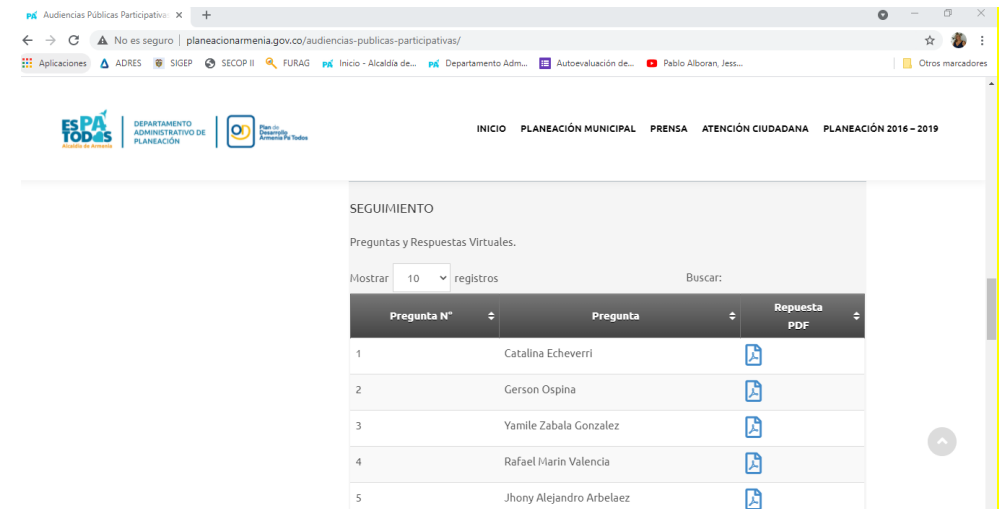 Audiencias Públicas Participativas
No es seguro | planeacionarmenia.gov.co/audiencias-publicas-participativas/
Aplicaciones ADRES SIGEP SECOP II FURAG Inicio - Alcaldía de... Departamento Adm... Autoevaluación de... Pablo Alboran, Jess... Otros marcadores
ES PA TODOS
Alcaldía de Armenia
DEPARTAMENTO
ADMINISTRATIVO DE
PLANEACIÓN
Plan de
Desarrollo
Armenia Pa´Todos
INICIO PLANEACIÓN MUNICIPAL PRENSA ATENCIÓN CIUDADANA PLANEACIÓN 2016 – 2019
SEGUIMIENTO
Preguntas y Respuestas Virtuales.
Mostrar 10 registros Buscar:
Pregunta N° Pregunta Repuesta PDF
1 Catalina Echeverri
2 Gerson Ospina
3 Yamile Zabala Gonzalez
4 Rafael Marin Valencia
5 Jhony Alejandro Arbelaez